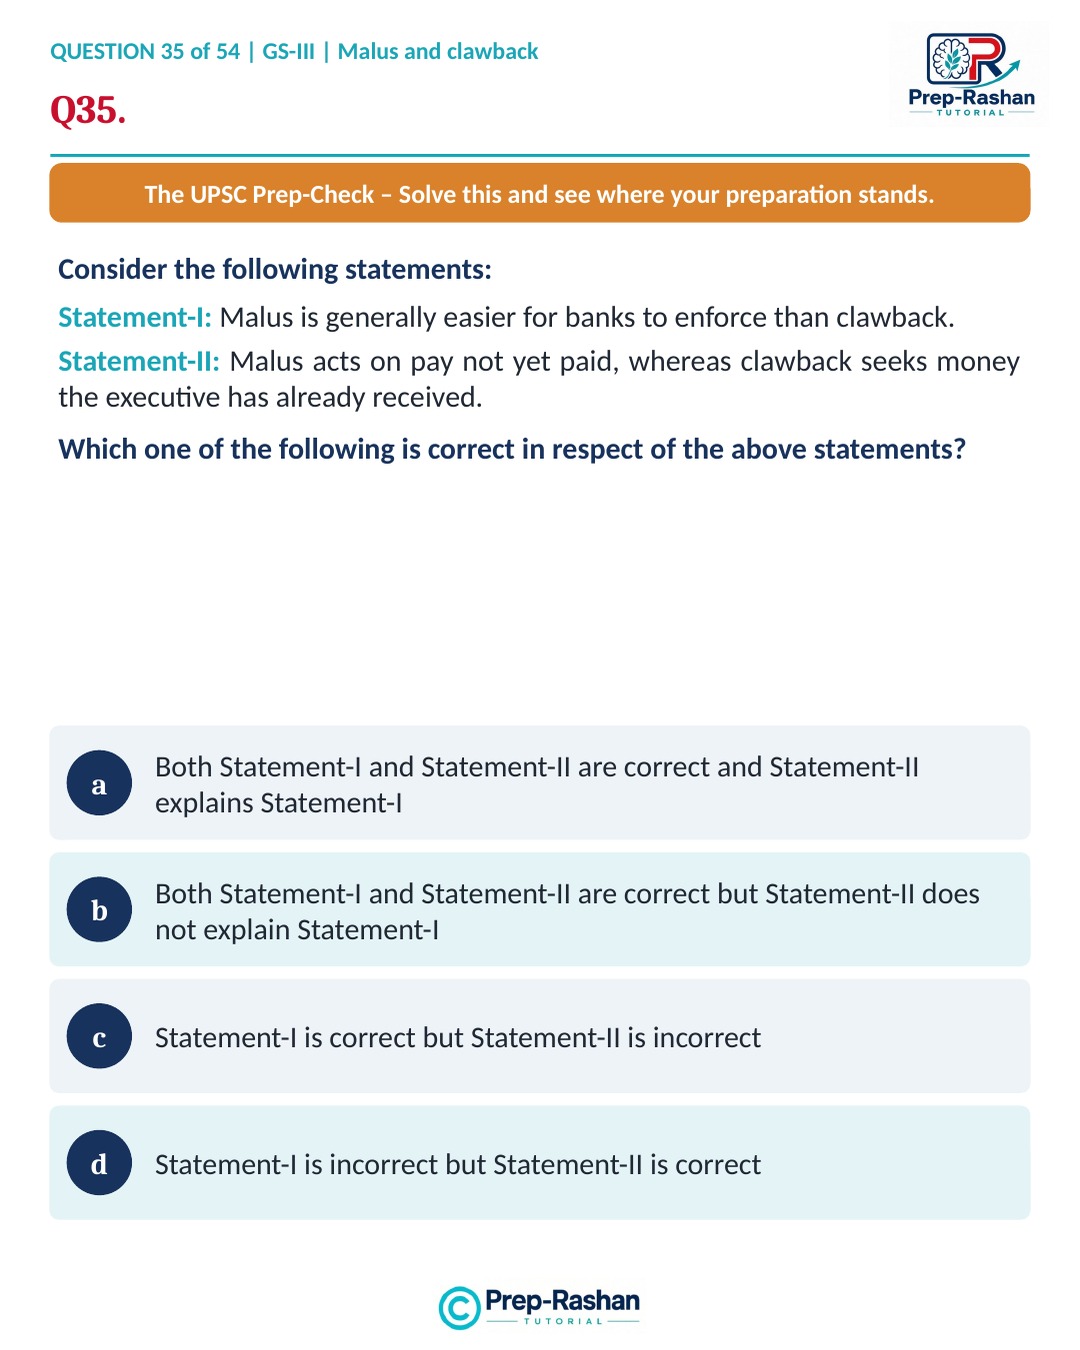 QUESTION 35 of 54 | GS-III | Malus and clawback
Q35.
R
Prep-Rashan
TUTORIAL
The UPSC Prep-Check – Solve this and see where your preparation stands.
Consider the following statements:
Statement-I: Malus is generally easier for banks to enforce than clawback.
Statement-II: Malus acts on pay not yet paid, whereas clawback seeks money
the executive has already received.
Which one of the following is correct in respect of the above statements?
a
Both Statement-I and Statement-II are correct and Statement-II
explains Statement-I
b
Both Statement-I and Statement-II are correct but Statement-II does
not explain Statement-I
c
Statement-I is correct but Statement-II is incorrect
d
Statement-I is incorrect but Statement-II is correct
© Prep-Rashan
TUTORIAL